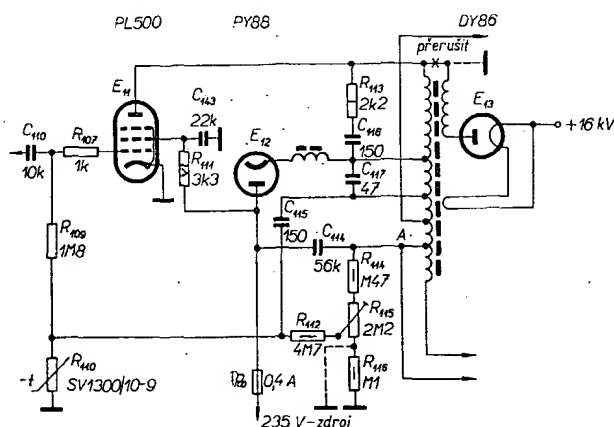 PL500 PY88 DY86
přerušit
E11
C143
22k
R113
2k2
E13
+16 kV
C110
10k
R107
1k
E12
C116
150
R111
3k3
C117
47
C115
150
C114
56k
A
R109
1M8
R114
M47
R115
2M2
R112
4M7
R110
-t
SV1300/10-9
0,4 A
R116
M1
235 V-zdroj